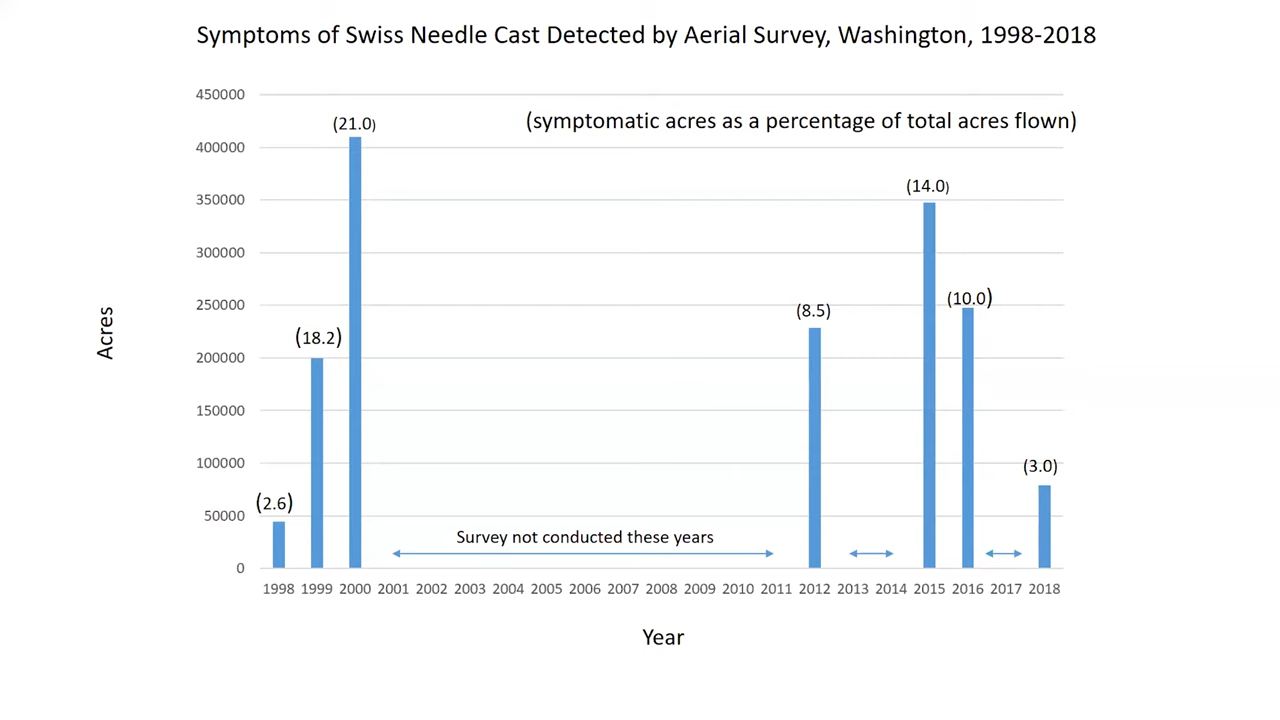 Symptoms of Swiss Needle Cast Detected by Aerial Survey, Washington, 1998-2018
(symptomatic acres as a percentage of total acres flown)
450000
400000
350000
300000
250000
200000
150000
100000
50000
0
Acres
(2.6)
(18.2)
(21.0)
(8.5)
(14.0)
(10.0)
(3.0)
Survey not conducted these years
1998 1999 2000 2001 2002 2003 2004 2005 2006 2007 2008 2009 2010 2011 2012 2013 2014 2015 2016 2017 2018
Year